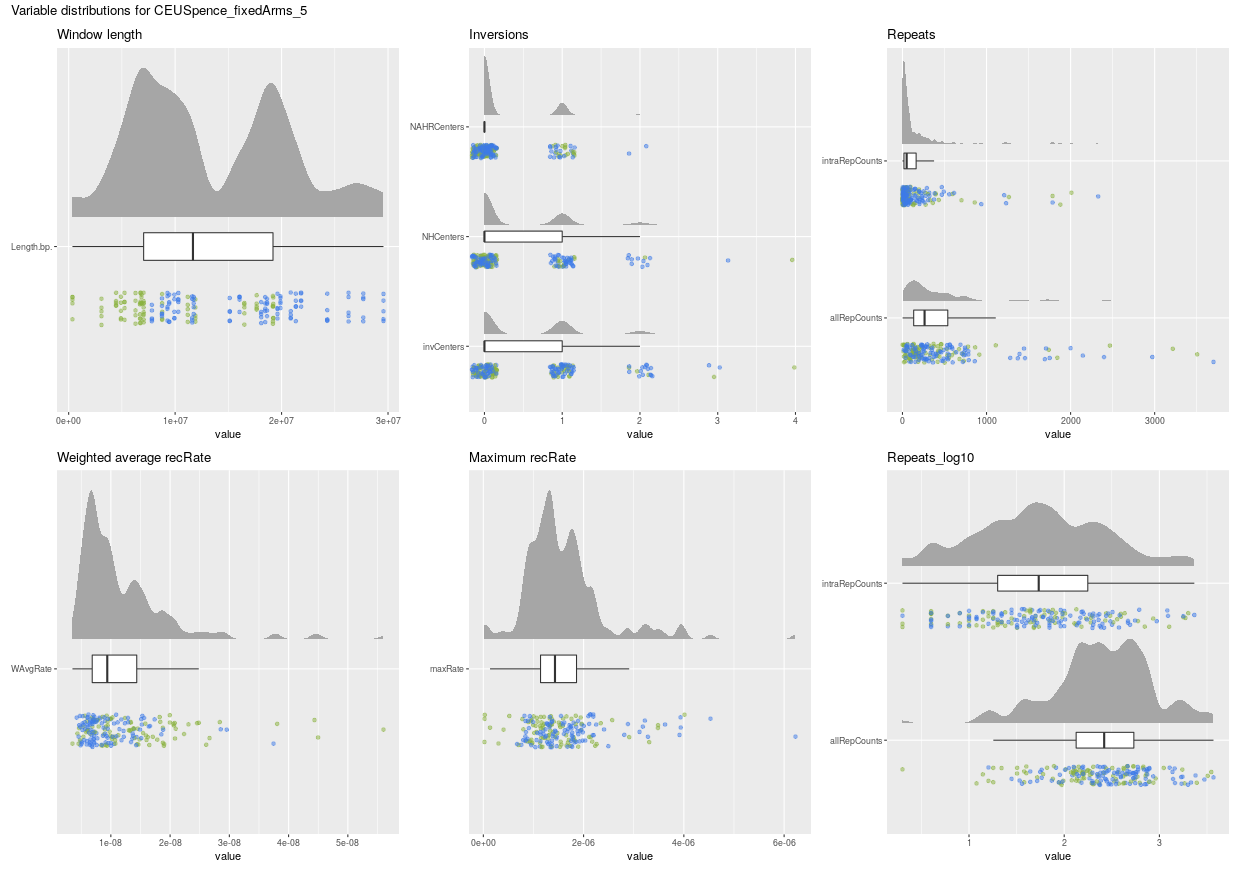 Variable distributions for CEUSpence_fixedArms_5
Window length
Length.bp.
0e+00 1e+07 2e+07 3e+07
value
Inversions
NAHRCenters
NHCenters
invCenters
0 1 2 3 4
value
Repeats
intraRepCounts
allRepCounts
0 1000 2000 3000
value
Weighted average recRate
WAvgRate
1e-08 2e-08 3e-08 4e-08 5e-08
value
Maximum recRate
maxRate
0e+00 2e-06 4e-06 6e-06
value
Repeats_log10
intraRepCounts
allRepCounts
1 2 3
value